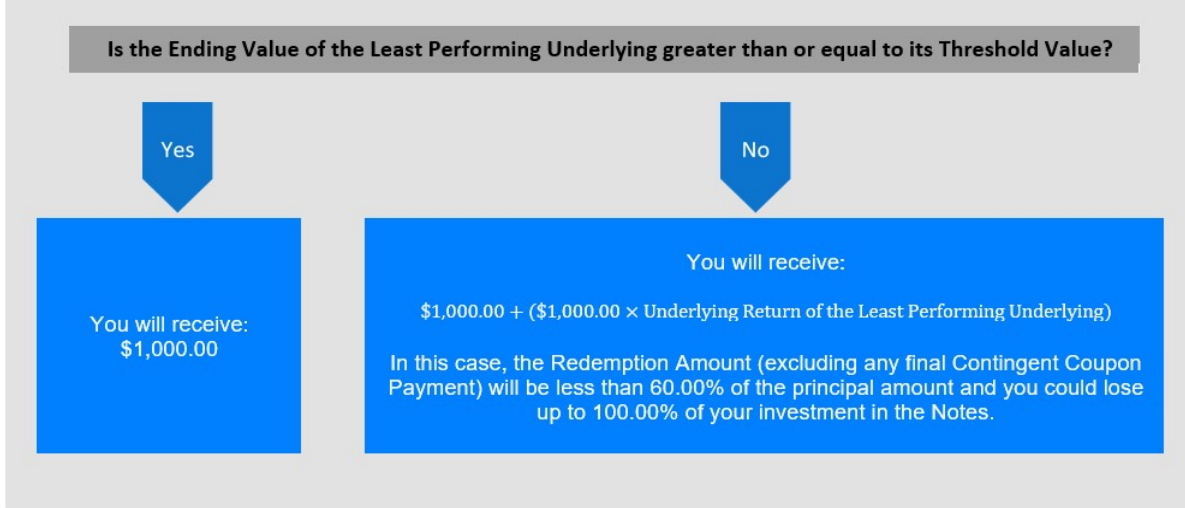 Is the Ending Value of the Least Performing Underlying greater than or equal to its Threshold Value?
Yes
No
You will receive:
$1,000.00
You will receive:
$1,000.00 + ($1,000.00 × Underlying Return of the Least Performing Underlying)
In this case, the Redemption Amount (excluding any final Contingent Coupon
Payment) will be less than 60.00% of the principal amount and you could lose
up to 100.00% of your investment in the Notes.